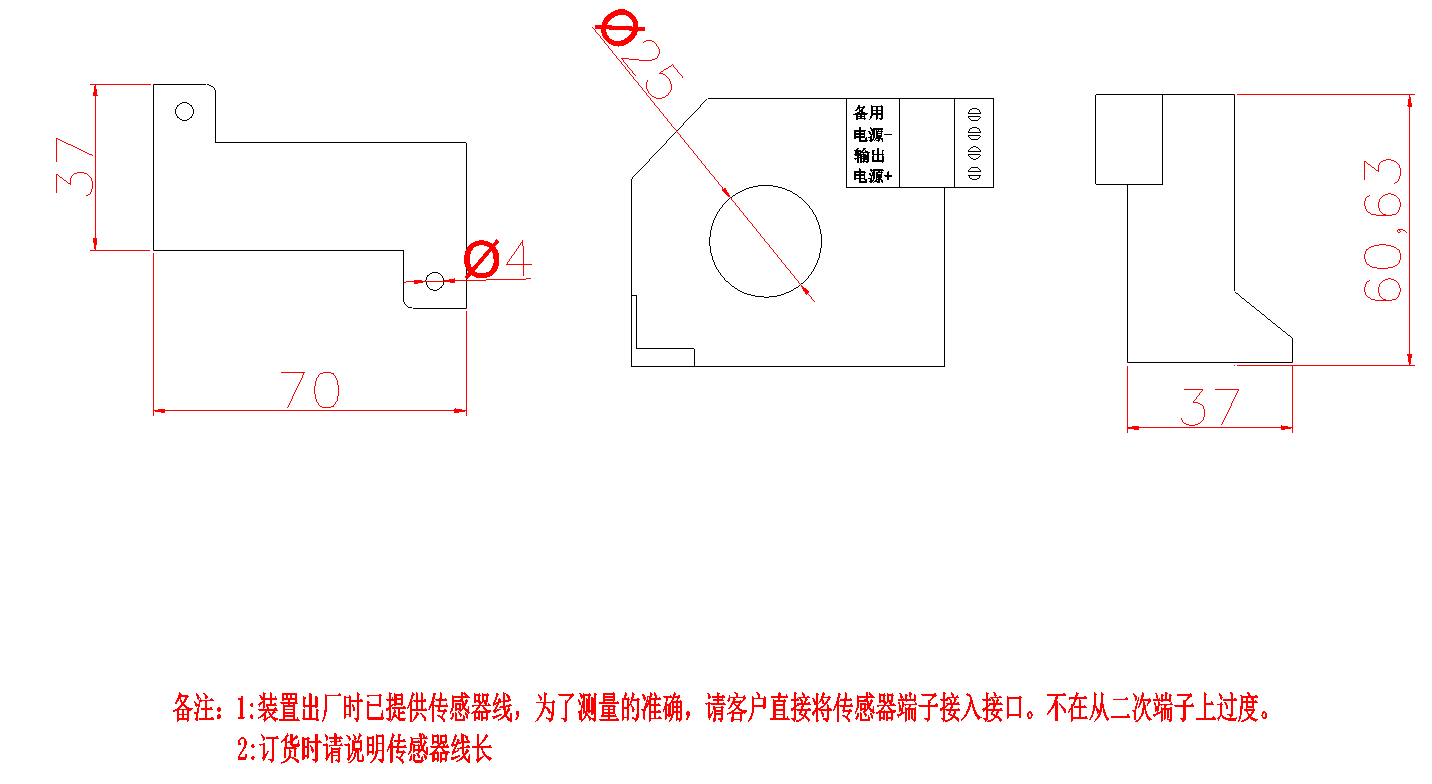 Ø25
备用
电源-
输出
电源+
37
Ø4
70
60,63
37
备注：1:装置出厂时已提供传感器线，为了测量的准确，请客户直接将传感器端子接入接口。不在从二次端子上过度。
2:订货时请说明传感器线长